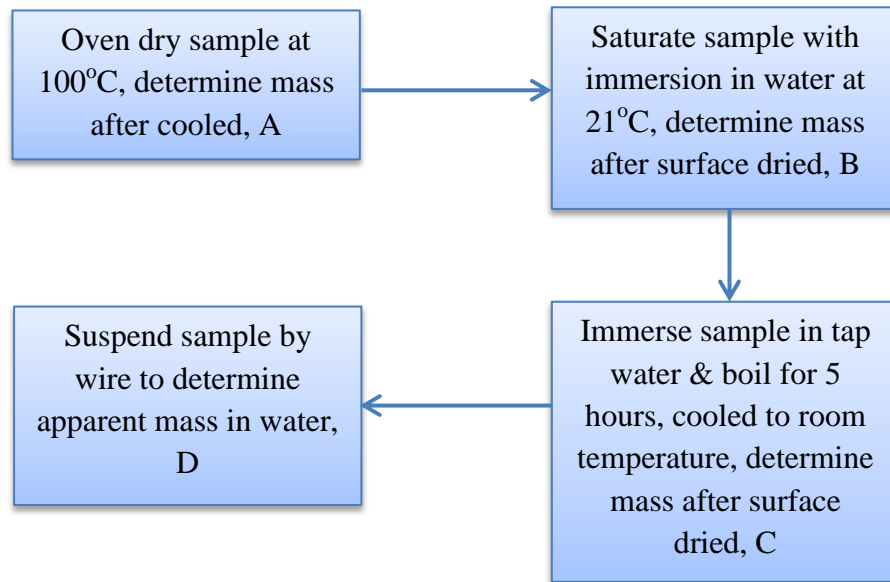 Oven dry sample at
100°C, determine mass
after cooled, A
Saturate sample with
immersion in water at
21°C, determine mass
after surface dried, B
Immerse sample in tap
water & boil for 5
hours, cooled to room
temperature, determine
mass after surface
dried, C
Suspend sample by
wire to determine
apparent mass in water,
D